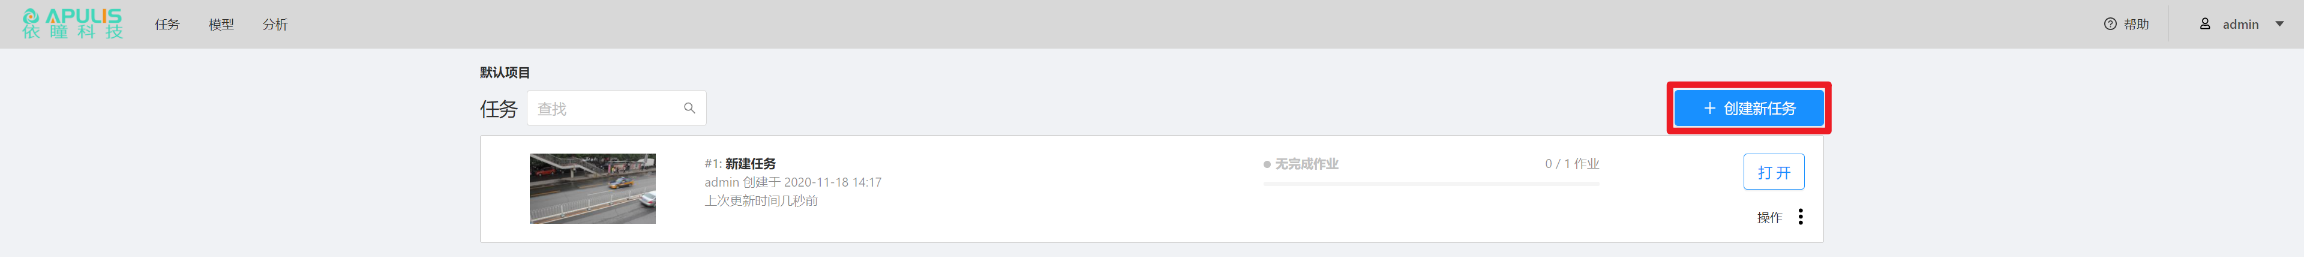 APULIS
依瞳科技
任务 模型 分析 帮助 admin
默认项目
任务 查找 + 创建新任务
#1: 新建任务 无完成作业 0 / 1 作业 打 开
admin 创建于 2020-11-18 14:17
上次更新时间几秒前
操作